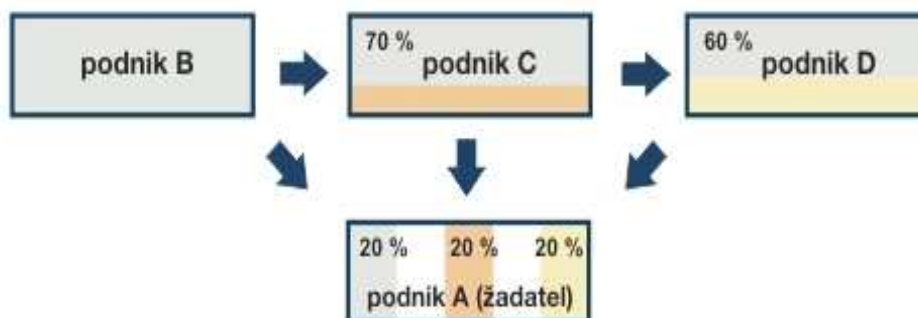 podnik B
70 %
podnik C
60 %
podnik D
20 % 20 % 20 %
podnik A (žadatel)